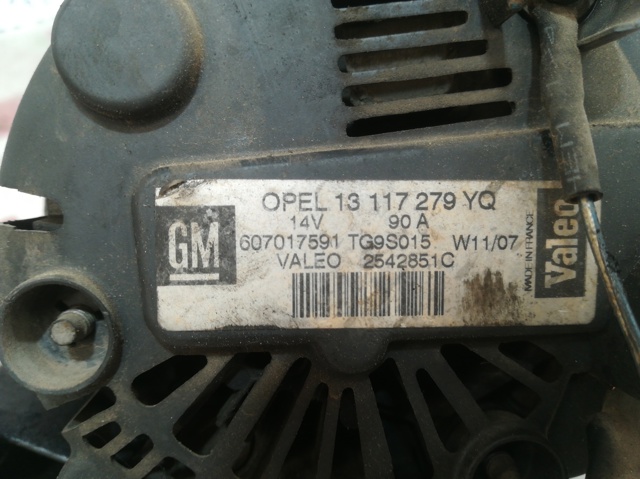 GM
OPEL 13 117 279 YQ
14V 90 A
607017591 TG9S015 W11/07
VALEO 2542851C
MADE IN FRANCE
Valeo